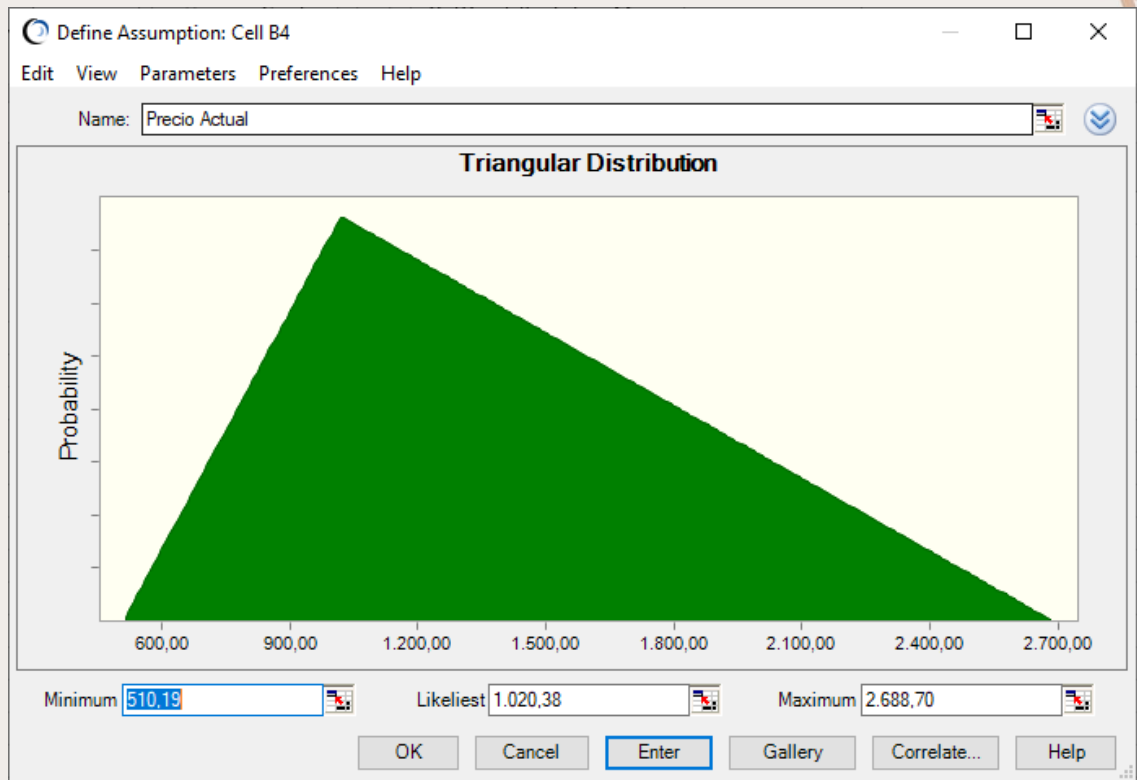 Define Assumption: Cell B4
Edit View Parameters Preferences Help
Name: Precio Actual
Triangular Distribution
Probability
600,00 900,00 1.200,00 1.500,00 1.800,00 2.100,00 2.400,00 2.700,00
Minimum 510,19 Likeliest 1.020,38 Maximum 2.688,70
OK Cancel Enter Gallery Correlate... Help